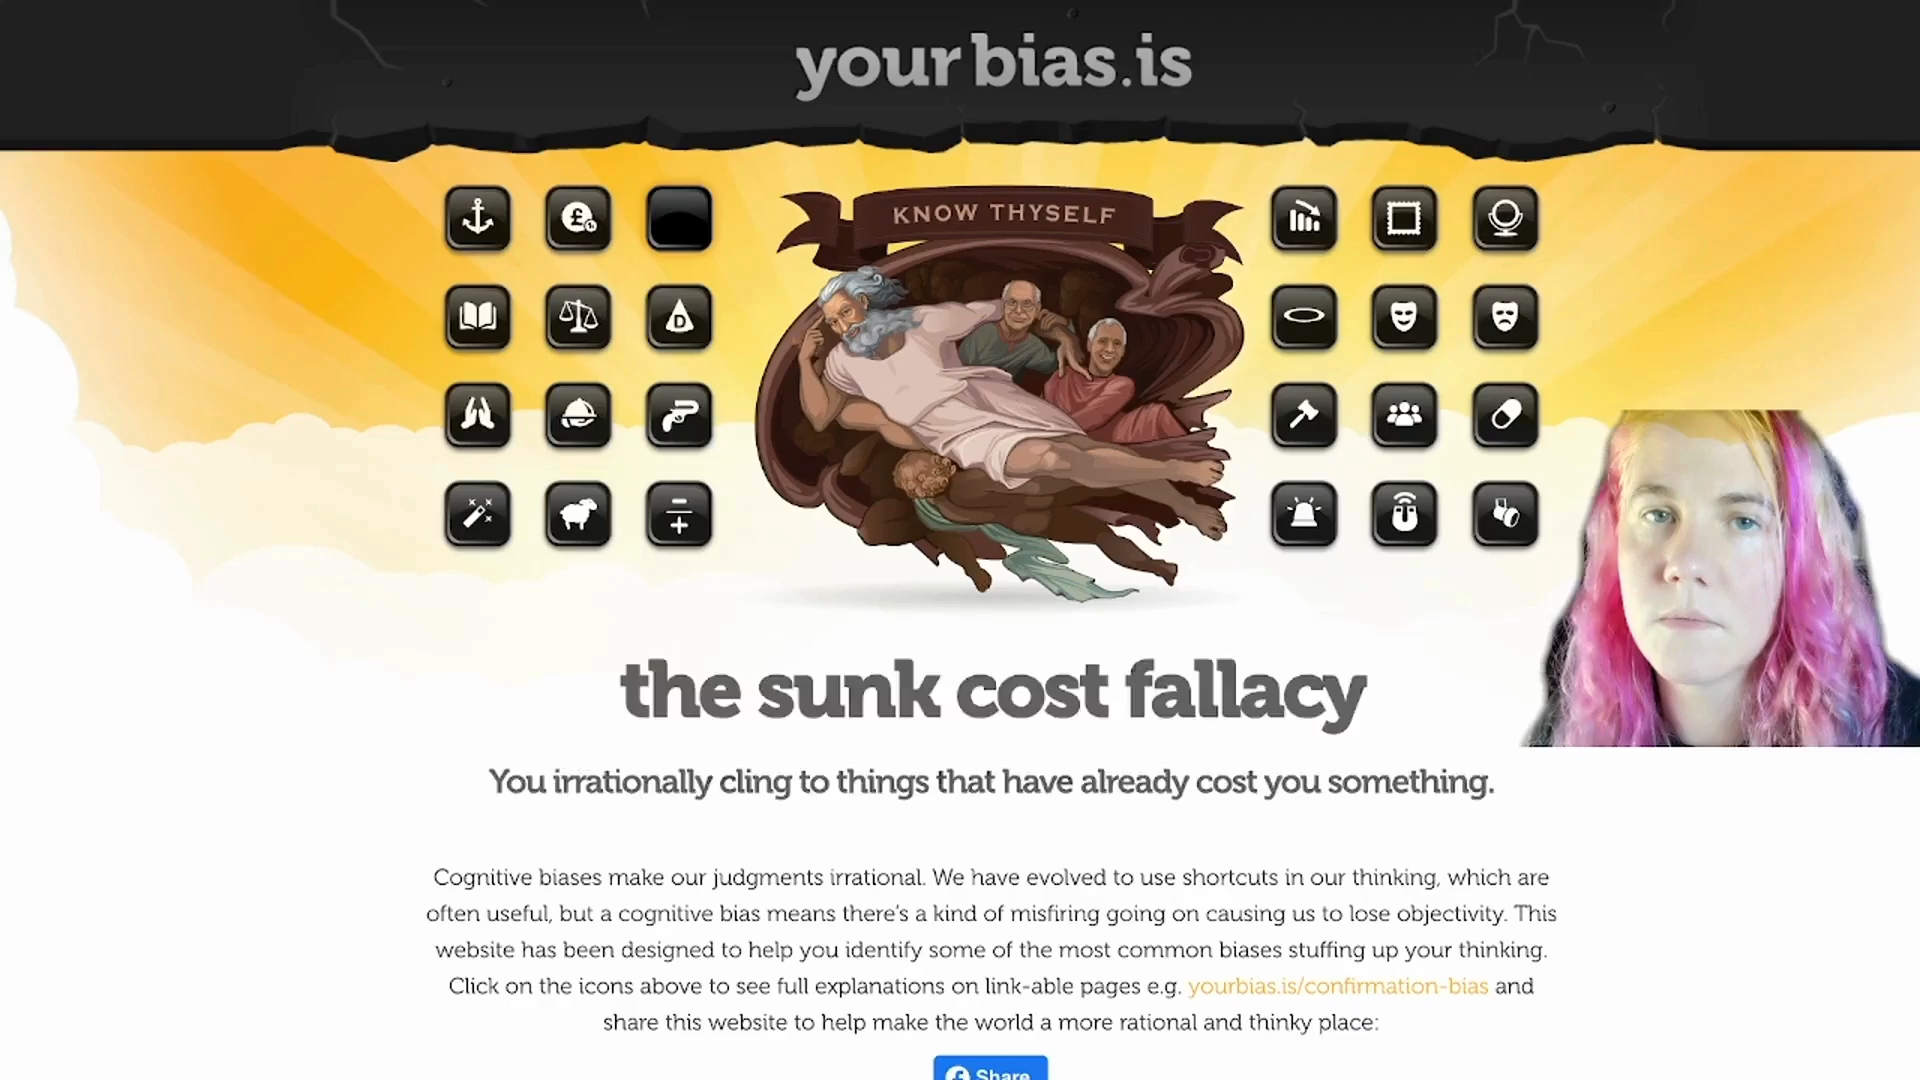 your bias.is
KNOW THYSELF
£
D
the sunk cost fallacy
You irrationally cling to things that have already cost you something.
Cognitive biases make our judgments irrational. We have evolved to use shortcuts in our thinking, which are
often useful, but a cognitive bias means there's a kind of misfiring going on causing us to lose objectivity. This
website has been designed to help you identify some of the most common biases stuffing up your thinking.
Click on the icons above to see full explanations on link-able pages e.g. yourbias.is/confirmation-bias and
share this website to help make the world a more rational and thinky place:
Share